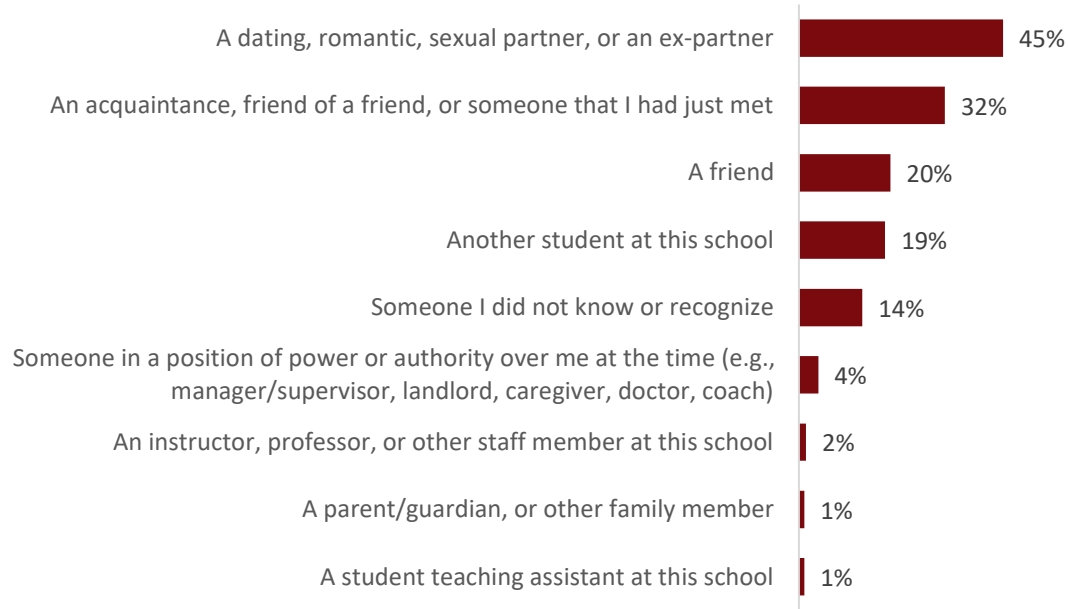 A dating, romantic, sexual partner, or an ex-partner 45%
An acquaintance, friend of a friend, or someone that I had just met 32%
A friend 20%
Another student at this school 19%
Someone I did not know or recognize 14%
Someone in a position of power or authority over me at the time (e.g.,
manager/supervisor, landlord, caregiver, doctor, coach) 4%
An instructor, professor, or other staff member at this school 2%
A parent/guardian, or other family member 1%
A student teaching assistant at this school 1%